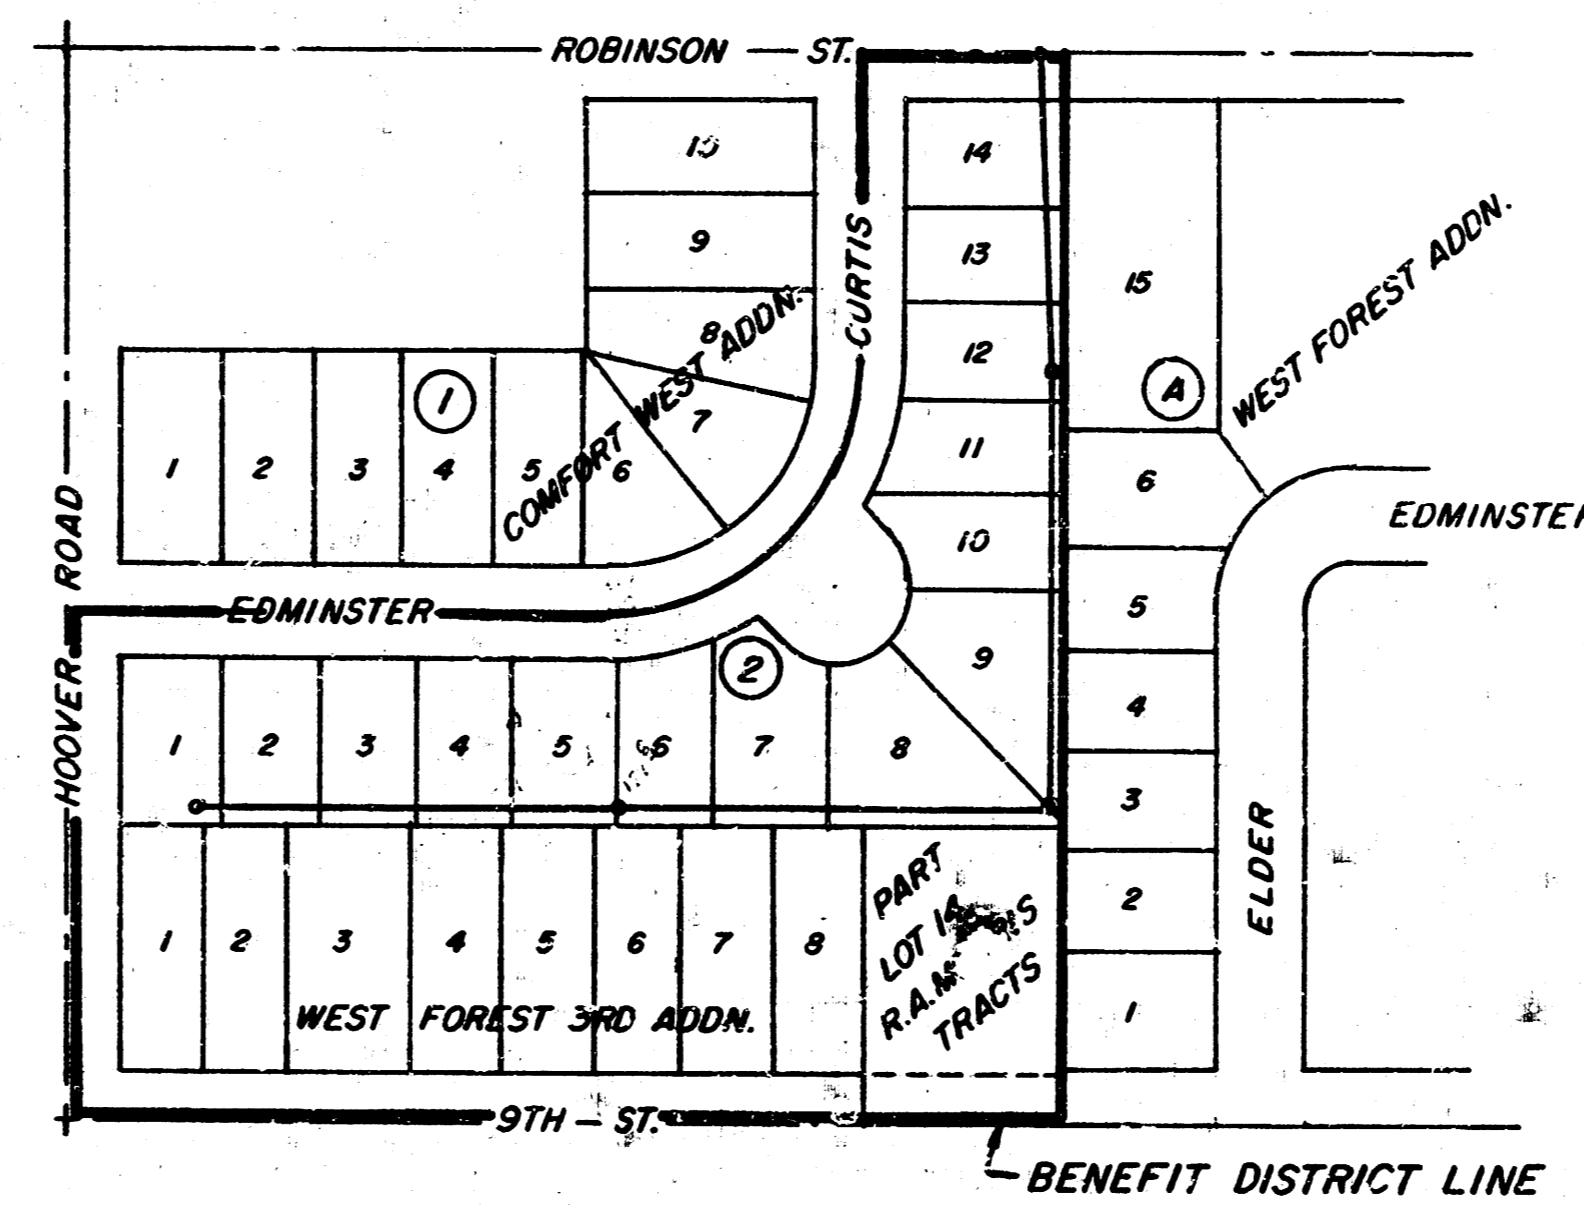 ROBINSON — ST.
10
14
9
13
15
8
CURTIS
12
WEST FOREST ADDN.
1
A
COMFORT WEST ADDN.
7
1
2
3
4
5
6
11
6
10
EDMINSTER
HOOVER ROAD
EDMINSTER
5
2
9
1
2
3
4
5
6
7
8
4
3
ELDER
PART
LOT 14
R.A.
TRACTS
1
2
3
4
5
6
7
8
2
WEST FOREST 3RD ADDN.
1
9TH — ST.
BENEFIT DISTRICT LINE